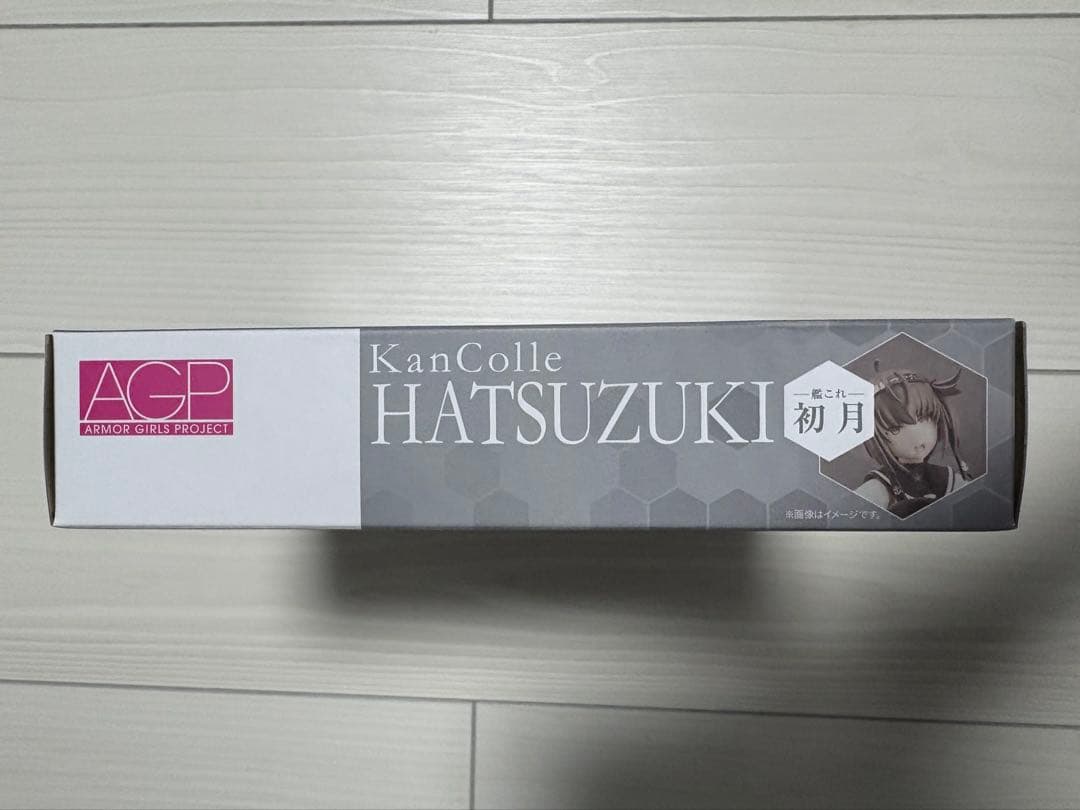 AGP
ARMOR GIRLS PROJECT
KanColle
HATSUZUKI
艦これ
初月
※画像はイメージです。